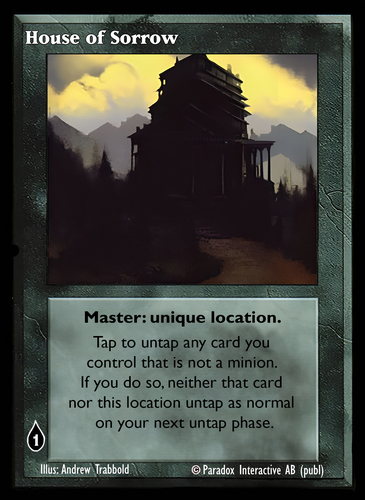 House of Sorrow
Master: unique location.
Tap to untap any card you
control that is not a minion.
If you do so, neither that card
nor this location untap as normal
on your next untap phase.
1
Illus: Andrew Trabbold
© Paradox Interactive AB (publ)